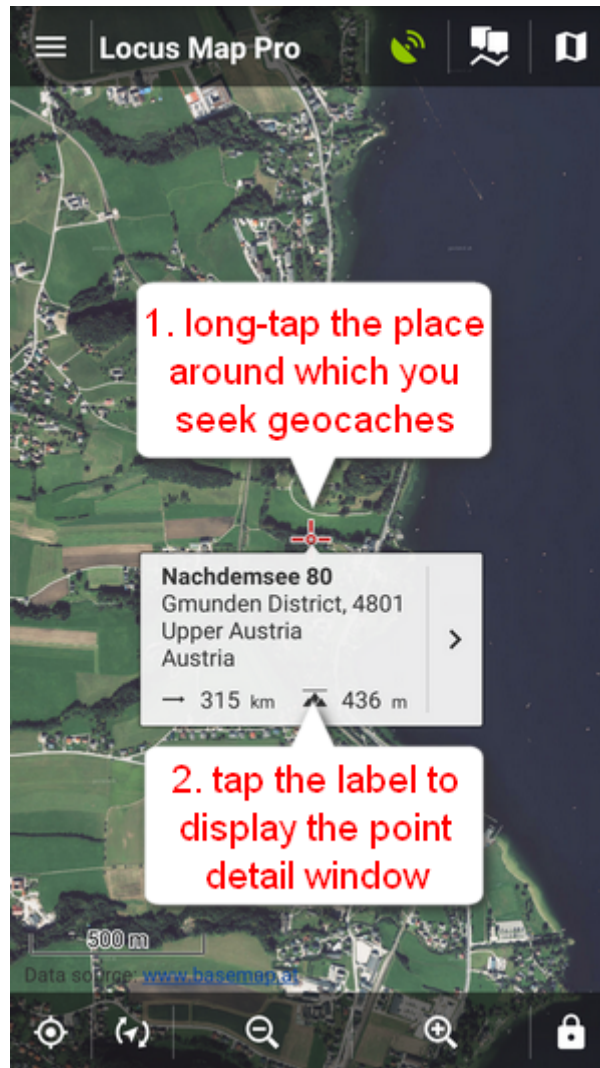 Locus Map Pro
1. long-tap the place
around which you
seek geocaches
Nachdemsee 80
Gmunden District, 4801
Upper Austria
Austria
315 km 436 m
2. tap the label to
display the point
detail window
500 m
Data source: www.basemap.at